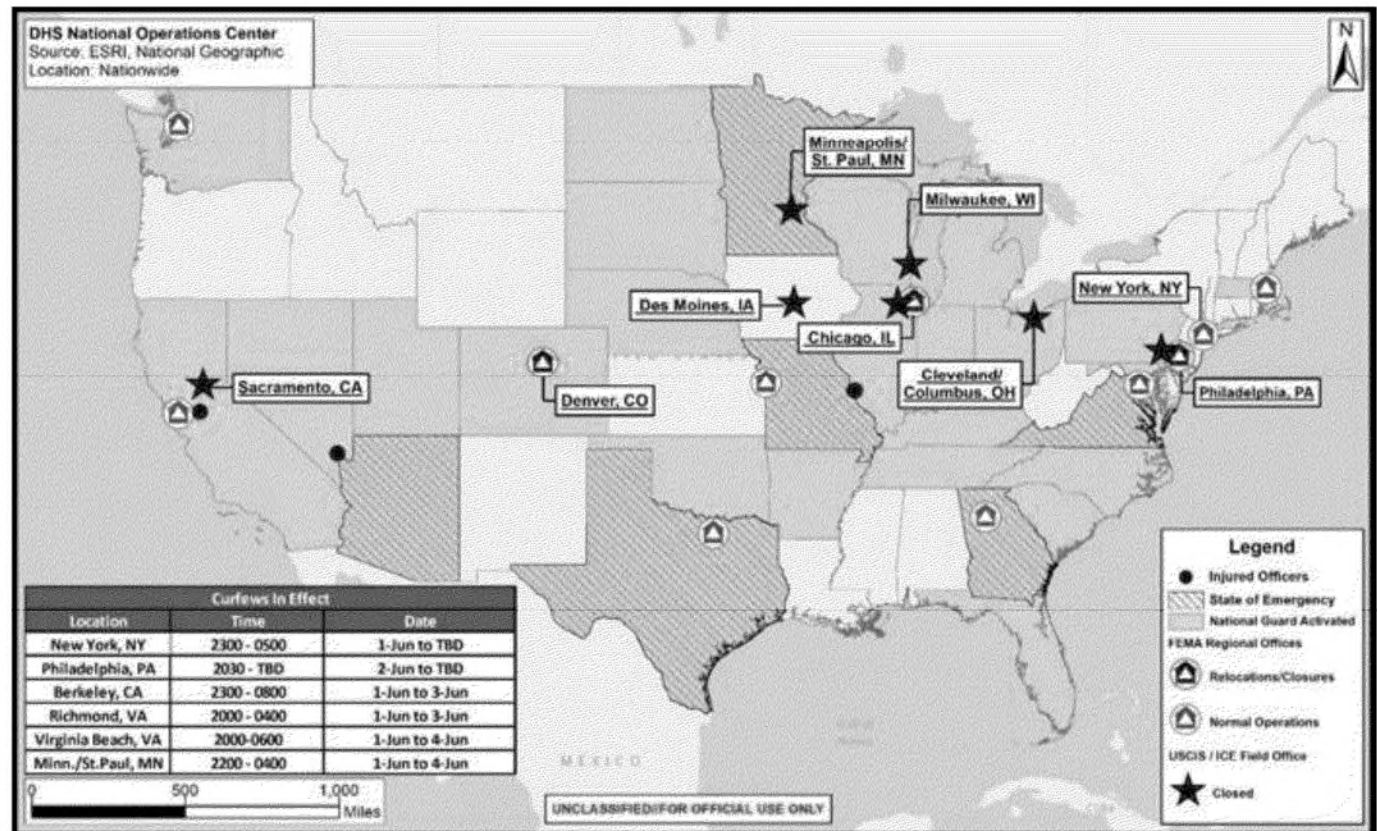 DHS National Operations Center
Source: ESRI, National Geographic
Location: Nationwide
N
Minneapolis/
St. Paul, MN
Milwaukee, WI
New York, NY
Des Moines, IA
Chicago, IL
Sacramento, CA
Denver, CO
Cleveland/
Columbus, OH
Philadelphia, PA
Curfews In Effect
Location Time Date
New York, NY 2300 - 0500 1-Jun to TBD
Philadelphia, PA 2030 - TBD 2-Jun to TBD
Berkeley, CA 2300 - 0800 1-Jun to 3-Jun
Richmond, VA 2000 - 0400 1-Jun to 3-Jun
Virginia Beach, VA 2000-0600 1-Jun to 4-Jun
Minn./St.Paul, MN 2200 - 0400 1-Jun to 4-Jun
0 500 1,000
Miles
MEXICO
UNCLASSIFIED//FOR OFFICIAL USE ONLY
Legend
Injured Officers
State of Emergency
National Guard Activated
FEMA Regional Offices
Relocations/Closures
Normal Operations
USCIS / ICE Field Office
Closed